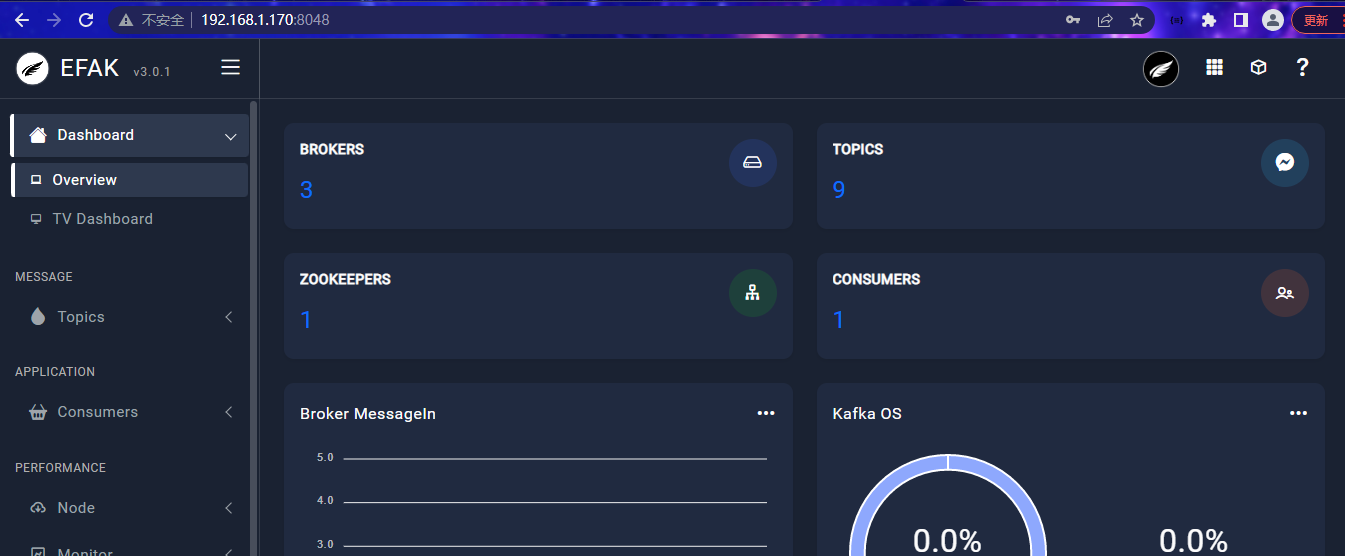 不安全 192.168.1.170:8048 更新
EFAK v3.0.1 ?
Dashboard
Overview
TV Dashboard
MESSAGE
Topics
APPLICATION
Consumers
PERFORMANCE
Node
Monitor
BROKERS
3
TOPICS
9
ZOOKEEPERS
1
CONSUMERS
1
Broker MessageIn
5.0
4.0
3.0
Kafka OS
0.0%
0.0%